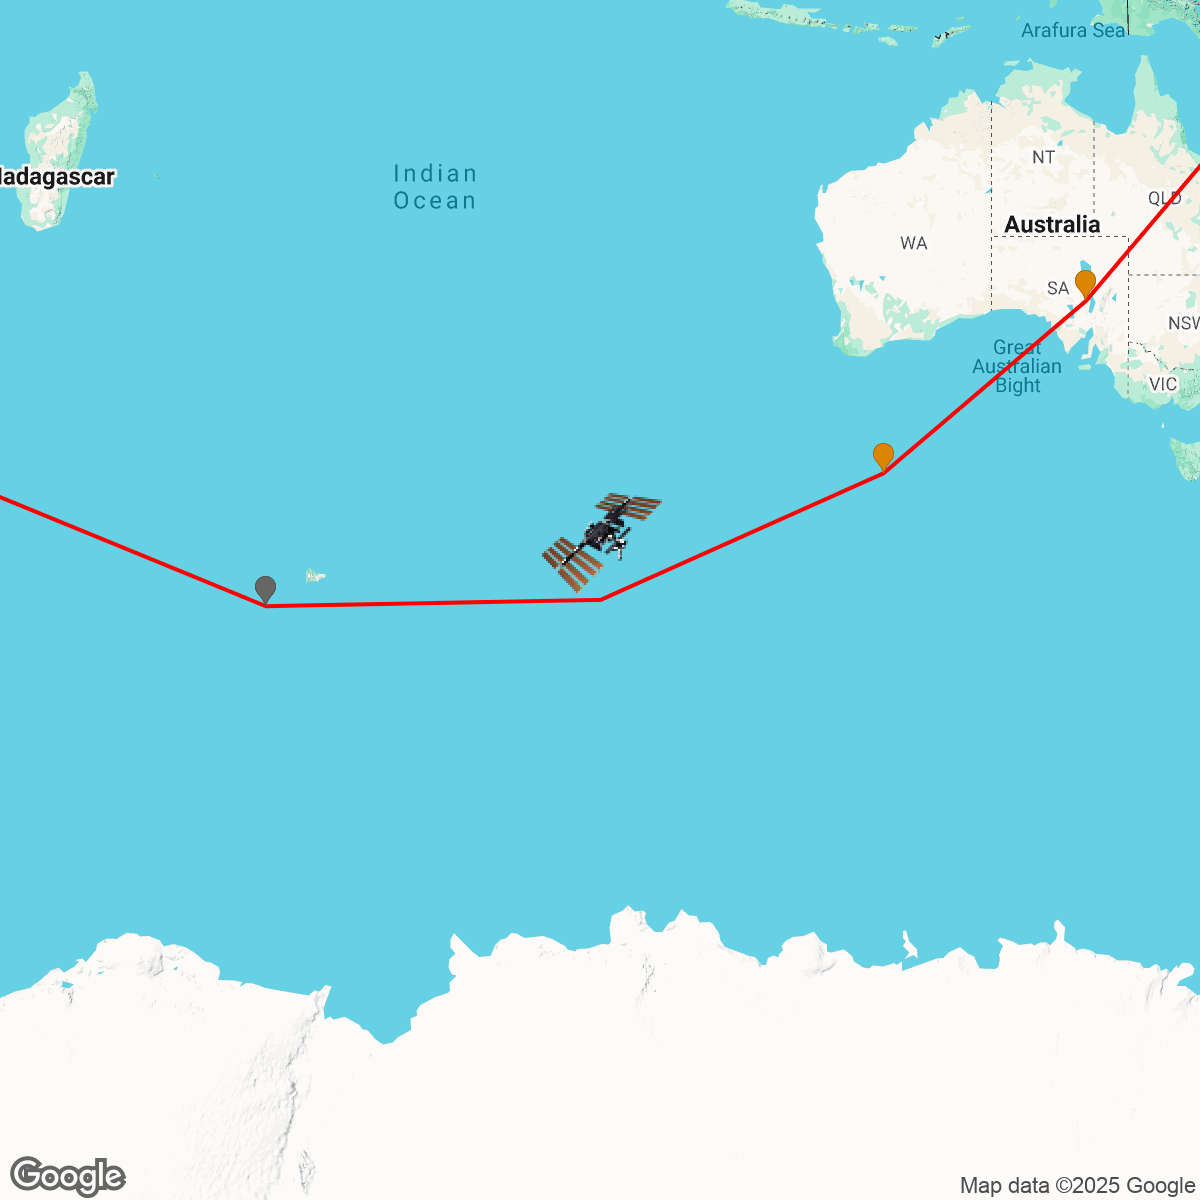 Arafura Sea
NT
Indian
Ocean
Madagascar
QLD
Australia
WA
SA
NSW
Great
Australian
Bight
VIC
Google
Map data ©2025 Google